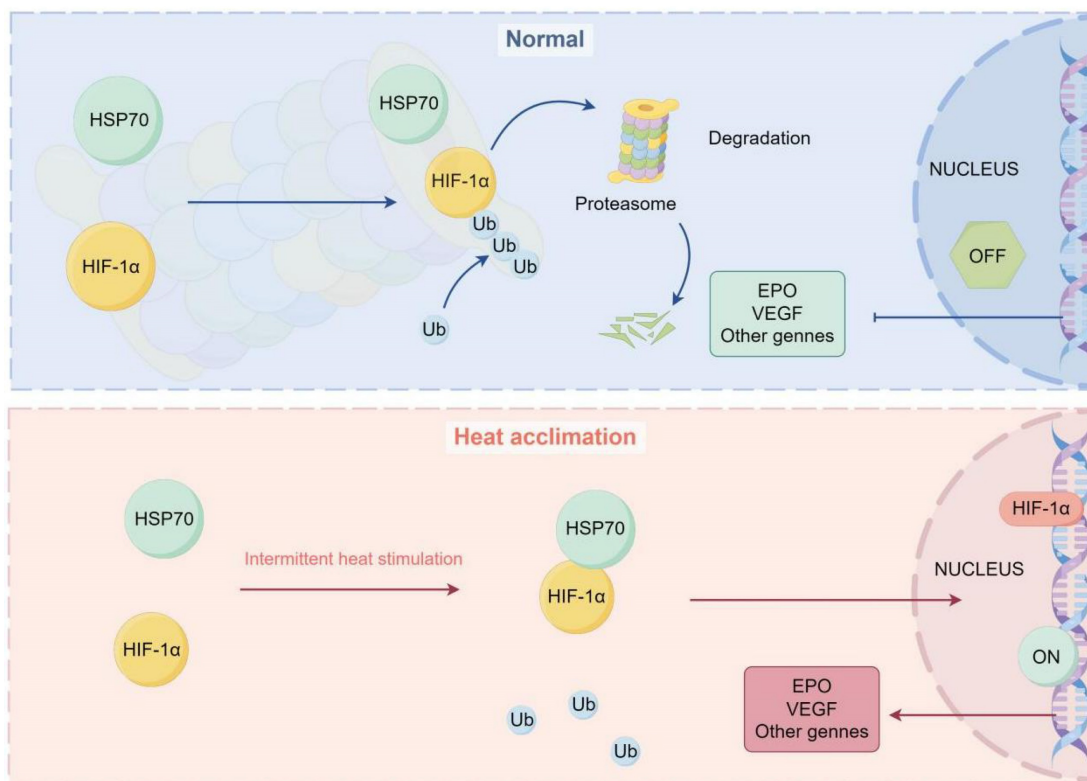 Normal
HSP70
HSP70
HIF-1α
HIF-1α
Ub
Ub
Ub
Ub
Proteasome
Degradation
EPO
VEGF
Other gennes
NUCLEUS
OFF
Heat acclimation
HSP70
HIF-1α
Intermittent heat stimulation
HSP70
HIF-1α
Ub
Ub
Ub
NUCLEUS
HIF-1α
ON
EPO
VEGF
Other gennes